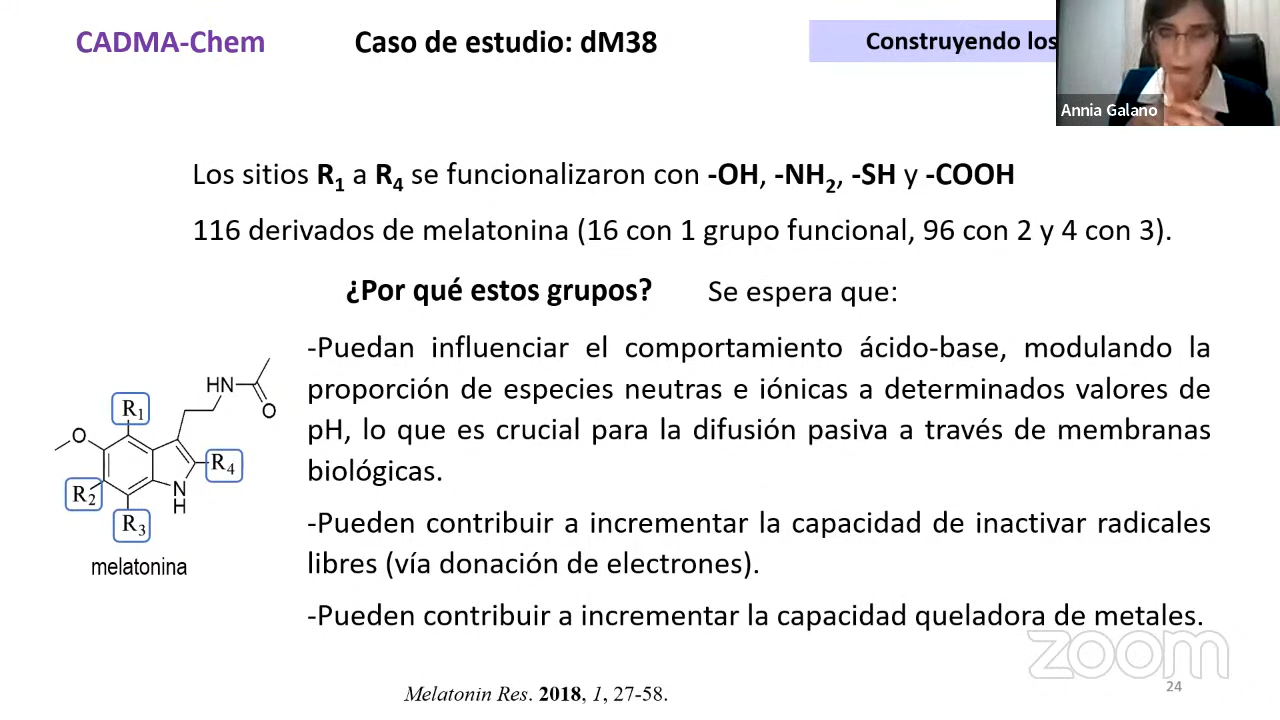 CADMA-Chem
Caso de estudio: dM38
Construyendo los
Annia Galano
Los sitios R1 a R4 se funcionalizaron con -OH, -NH2, -SH y -COOH
116 derivados de melatonina (16 con 1 grupo funcional, 96 con 2 y 4 con 3).
¿Por qué estos grupos? Se espera que:
-Puedan influenciar el comportamiento ácido-base, modulando la
proporción de especies neutras e iónicas a determinados valores de
pH, lo que es crucial para la difusión pasiva a través de membranas
biológicas.
-Pueden contribuir a incrementar la capacidad de inactivar radicales
libres (vía donación de electrones).
-Pueden contribuir a incrementar la capacidad queladora de metales.
HN
O
R1
O
R4
R2
N
H
R3
melatonina
zoom
24
Melatonin Res. 2018, 1, 27-58.